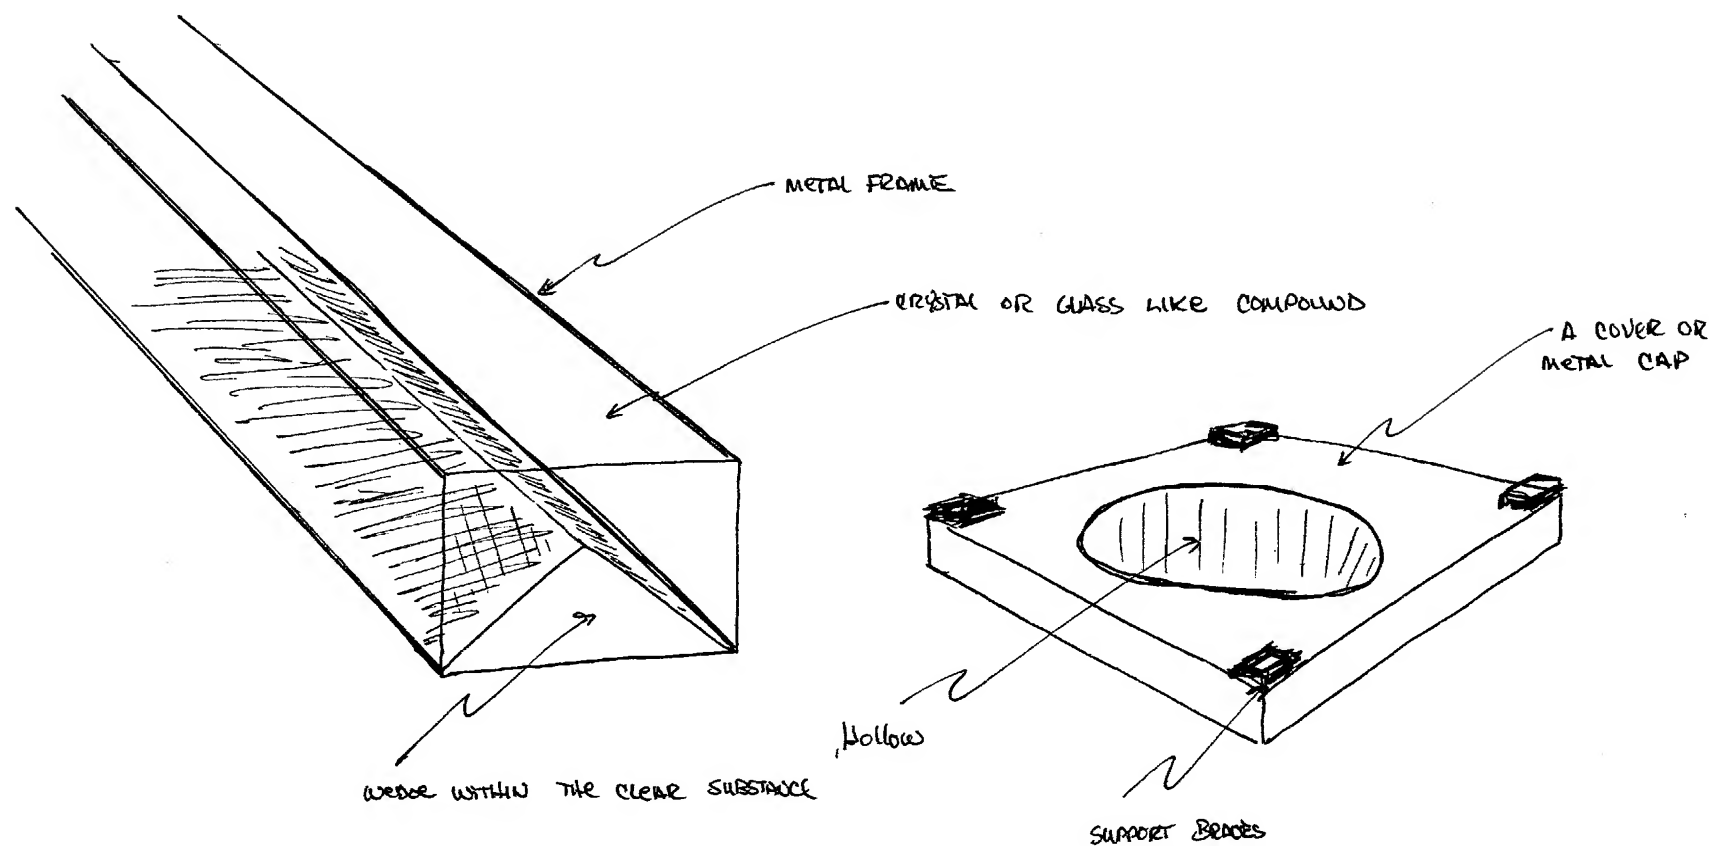 METAL FRAME
CRYSTAL OR GLASS LIKE COMPOUND
A COVER OR
METAL CAP
Hollow
WEDGE WITHIN THE CLEAR SUBSTANCE
SUPPORT BRACES